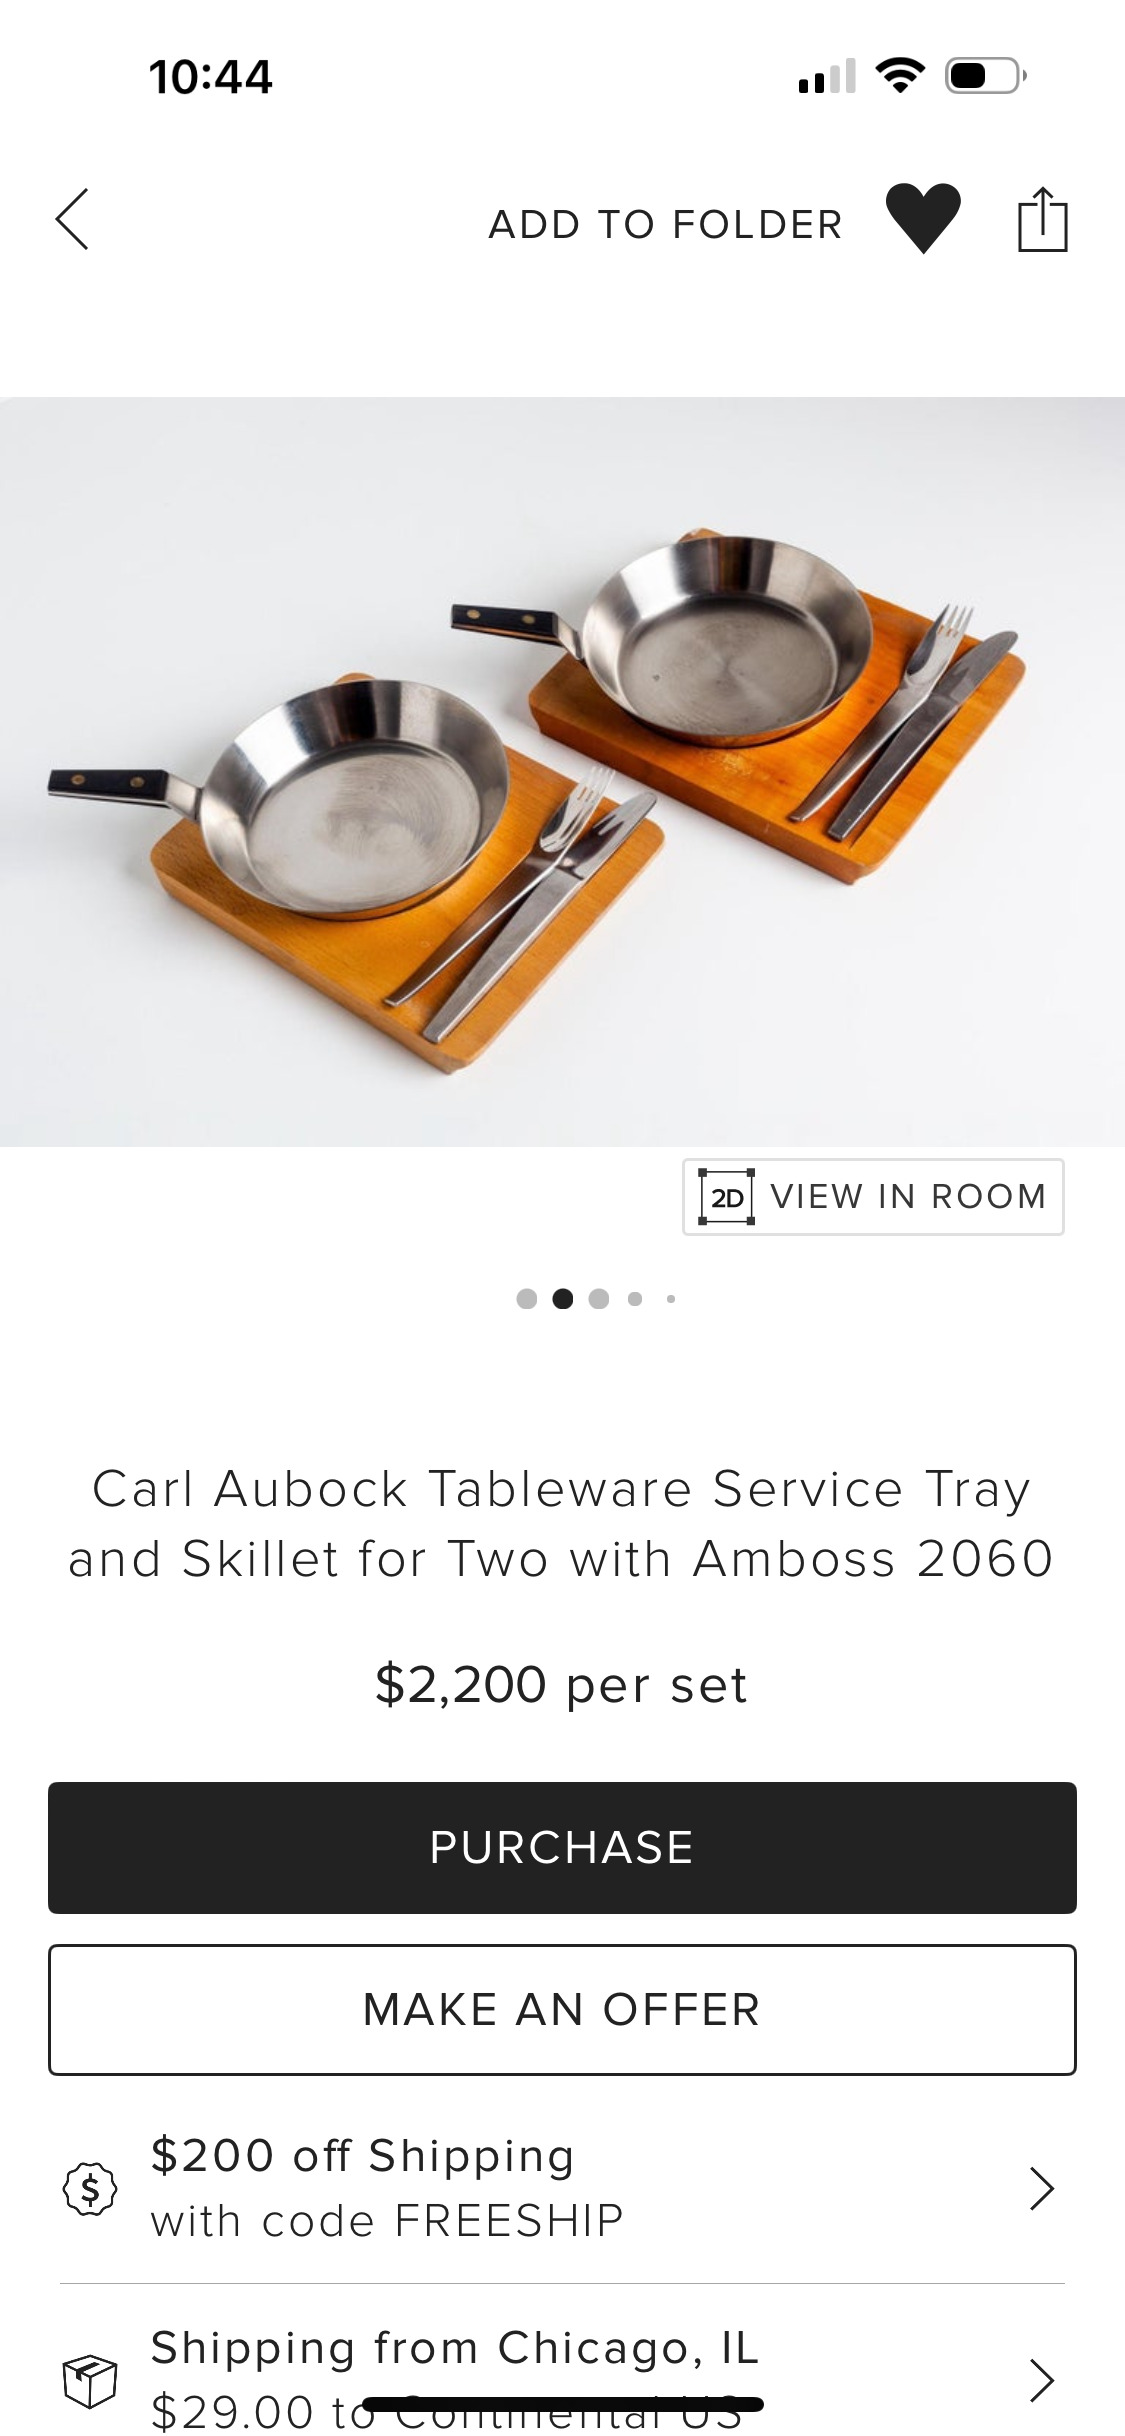 10:44
ADD TO FOLDER
2D VIEW IN ROOM
Carl Aubock Tableware Service Tray
and Skillet for Two with Amboss 2060
$2,200 per set
PURCHASE
MAKE AN OFFER
$200 off Shipping
$
with code FREESHIP
Shipping from Chicago, IL
$29.00 to Continental US